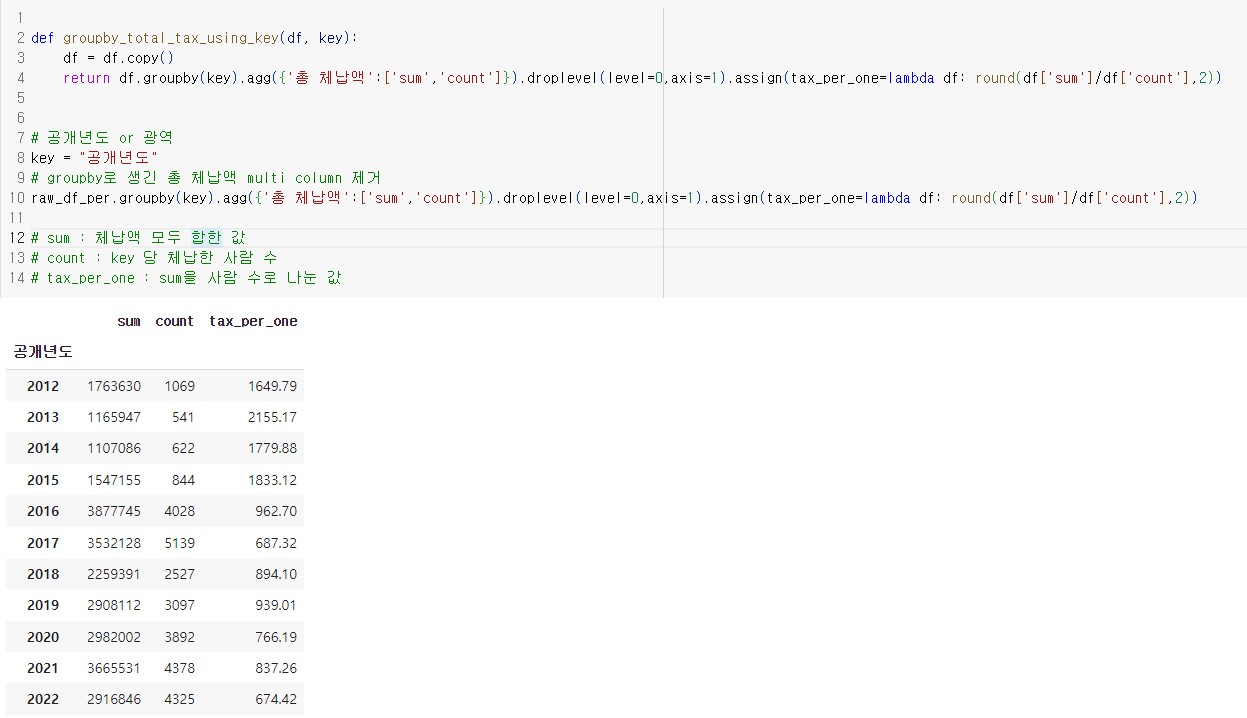 1
2 def groupby_total_tax_using_key(df, key):
3     df = df.copy()
4     return df.groupby(key).agg({'총 체납액':['sum','count']}).droplevel(level=0,axis=1).assign(tax_per_one=lambda df: round(df['sum']/df['count'],2))
5
6
7 # 공개년도 or 광역
8 key = "공개년도"
9 # groupby로 생긴 총 체납액 multi column 제거
10 raw_df_per.groupby(key).agg({'총 체납액':['sum','count']}).droplevel(level=0,axis=1).assign(tax_per_one=lambda df: round(df['sum']/df['count'],2))
11
12 # sum : 체납액 모두 합한 값
13 # count : key 당 체납한 사람 수
14 # tax_per_one : sum을 사람 수로 나눈 값
sum count tax_per_one
공개년도
2012 1763630 1069 1649.79
2013 1165947 541 2155.17
2014 1107086 622 1779.88
2015 1547155 844 1833.12
2016 3877745 4028 962.70
2017 3532128 5139 687.32
2018 2259391 2527 894.10
2019 2908112 3097 939.01
2020 2982002 3892 766.19
2021 3665531 4378 837.26
2022 2916846 4325 674.42